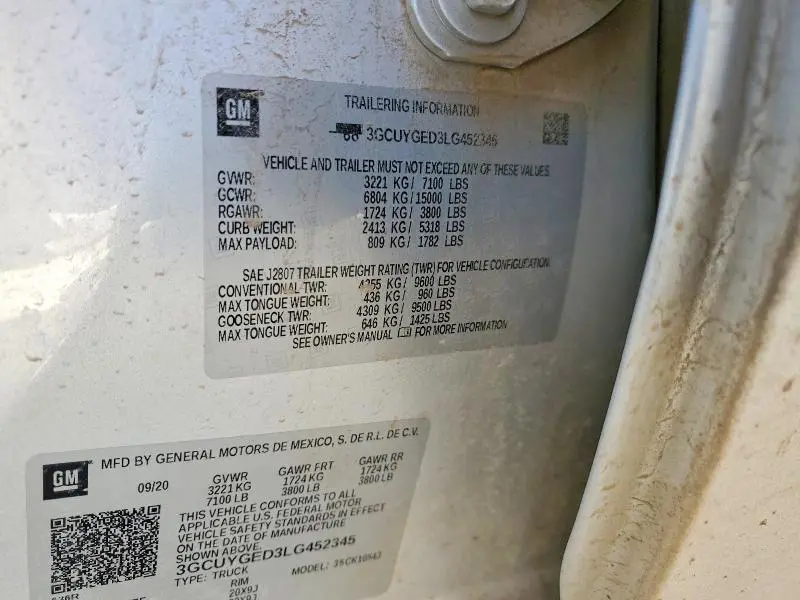 GM
TRAILERING INFORMATION
3GCUYGED3LG452345
VEHICLE AND TRAILER MUST NOT EXCEED ANY OF THESE VALUES.
GVWR: 3221 KG/ 7100 LBS
GCWR: 6804 KG/ 15000 LBS
RGAWR: 1724 KG/ 3800 LBS
CURB WEIGHT: 2413 KG/ 5318 LBS
MAX PAYLOAD: 809 KG/ 1782 LBS
SAE J2807 TRAILER WEIGHT RATING (TWR) FOR VEHICLE CONFIGURATION.
CONVENTIONAL TWR: 4355 KG/ 9600 LBS
MAX TONGUE WEIGHT: 436 KG/ 960 LBS
GOOSENECK TWR: 4309 KG/ 9500 LBS
MAX TONGUE WEIGHT: 646 KG/ 1425 LBS
SEE OWNER'S MANUAL FOR MORE INFORMATION
GM
MFD BY GENERAL MOTORS DE MEXICO, S. DE R.L. DE C.V.
09/20 GVWR GAWR FRT GAWR RR
3221 KG 1724 KG 1724 KG
7100 LB 3800 LB 3800 LB
THIS VEHICLE CONFORMS TO ALL
APPLICABLE U.S. FEDERAL MOTOR
VEHICLE SAFETY STANDARDS IN EFFECT
ON THE DATE OF MANUFACTURE
SHOWN ABOVE.
3GCUYGED3LG452345
TYPE: TRUCK MODEL:
RIM
20X9J